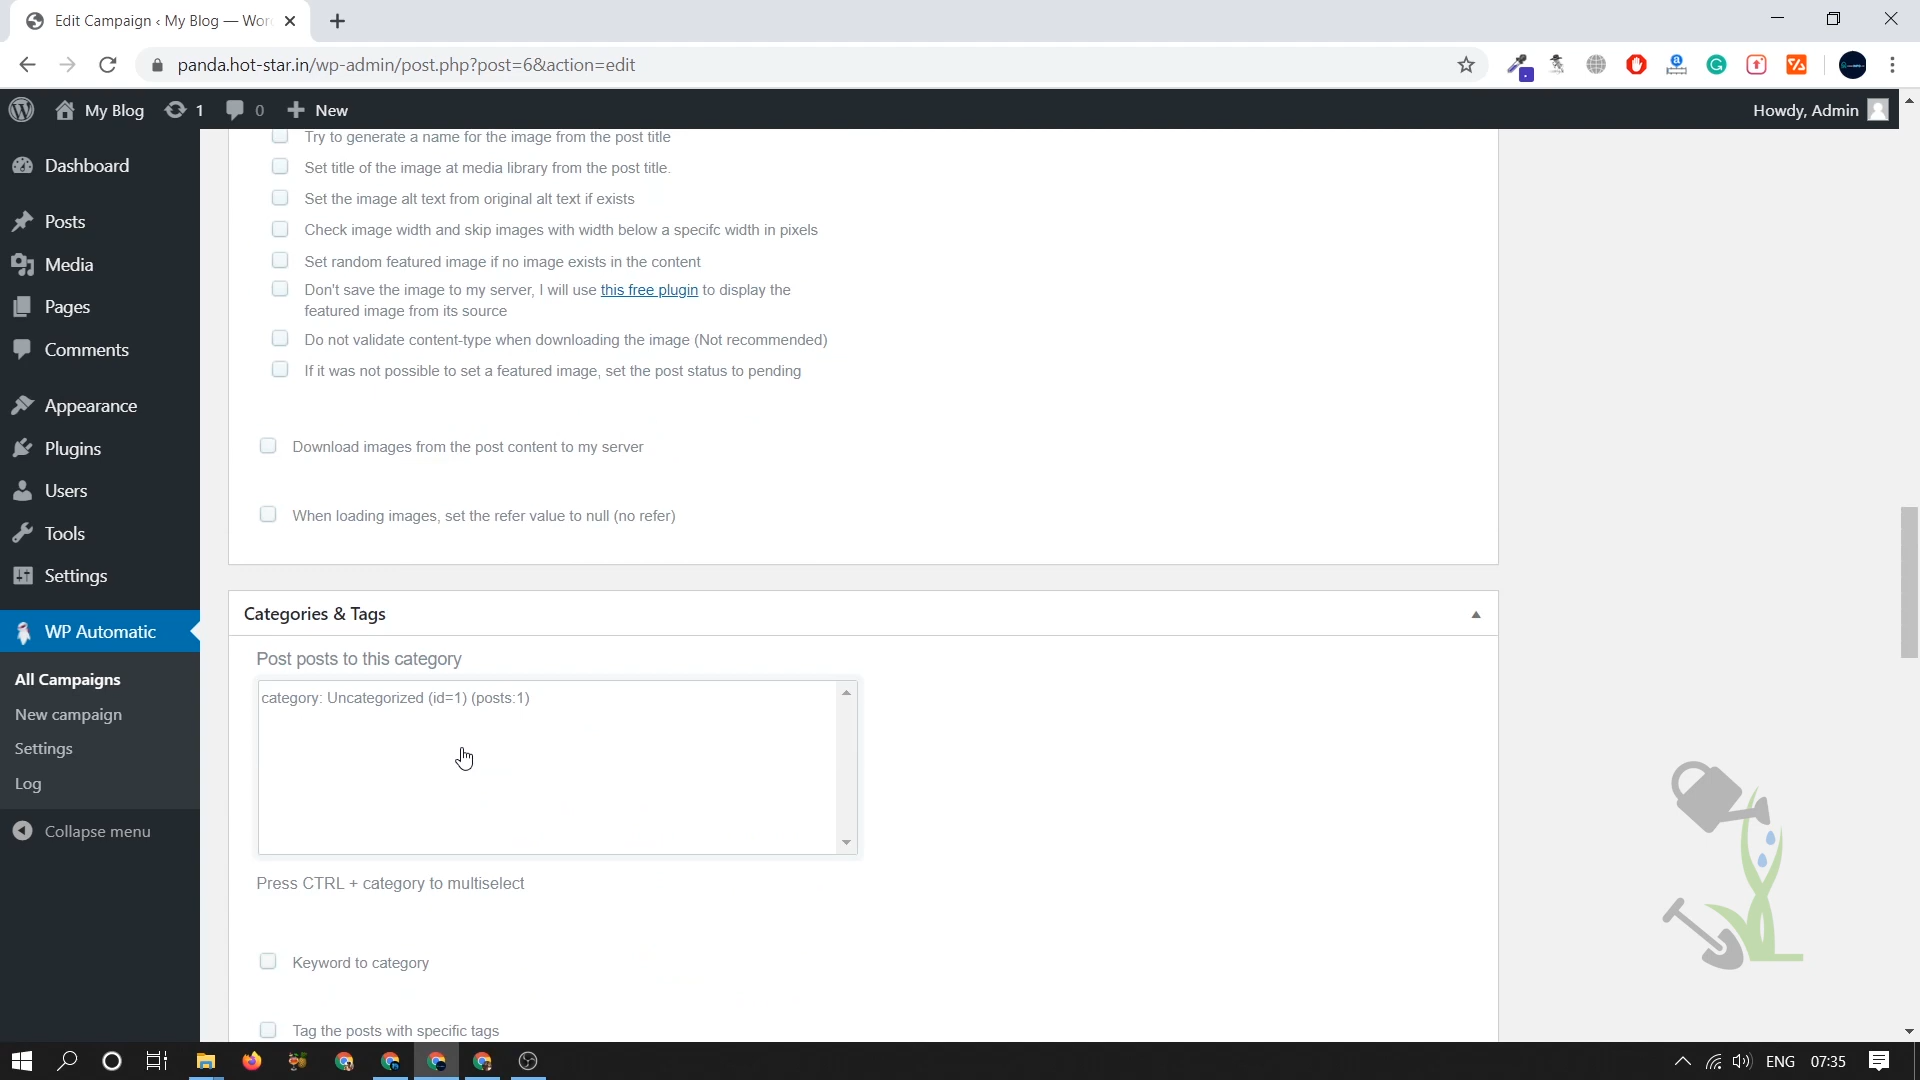 Edit Campaign ‹ My Blog — Wor
panda.hot-star.in/wp-admin/post.php?post=6&action=edit
My Blog
1
0
New
Howdy, Admin
Dashboard
Posts
Media
Pages
Comments
Appearance
Plugins
Users
Tools
Settings
WP Automatic
All Campaigns
New campaign
Settings
Log
Collapse menu
Try to generate a name for the image from the post title
Set title of the image at media library from the post title.
Set the image alt text from original alt text if exists
Check image width and skip images with width below a specifc width in pixels
Set random featured image if no image exists in the content
Don't save the image to my server, I will use this free plugin to display the
featured image from its source
Do not validate content-type when downloading the image (Not recommended)
If it was not possible to set a featured image, set the post status to pending
Download images from the post content to my server
When loading images, set the refer value to null (no refer)
Categories & Tags
Post posts to this category
category: Uncategorized (id=1) (posts:1)
Press CTRL + category to multiselect
Keyword to category
Tag the posts with specific tags
ENG
07:35